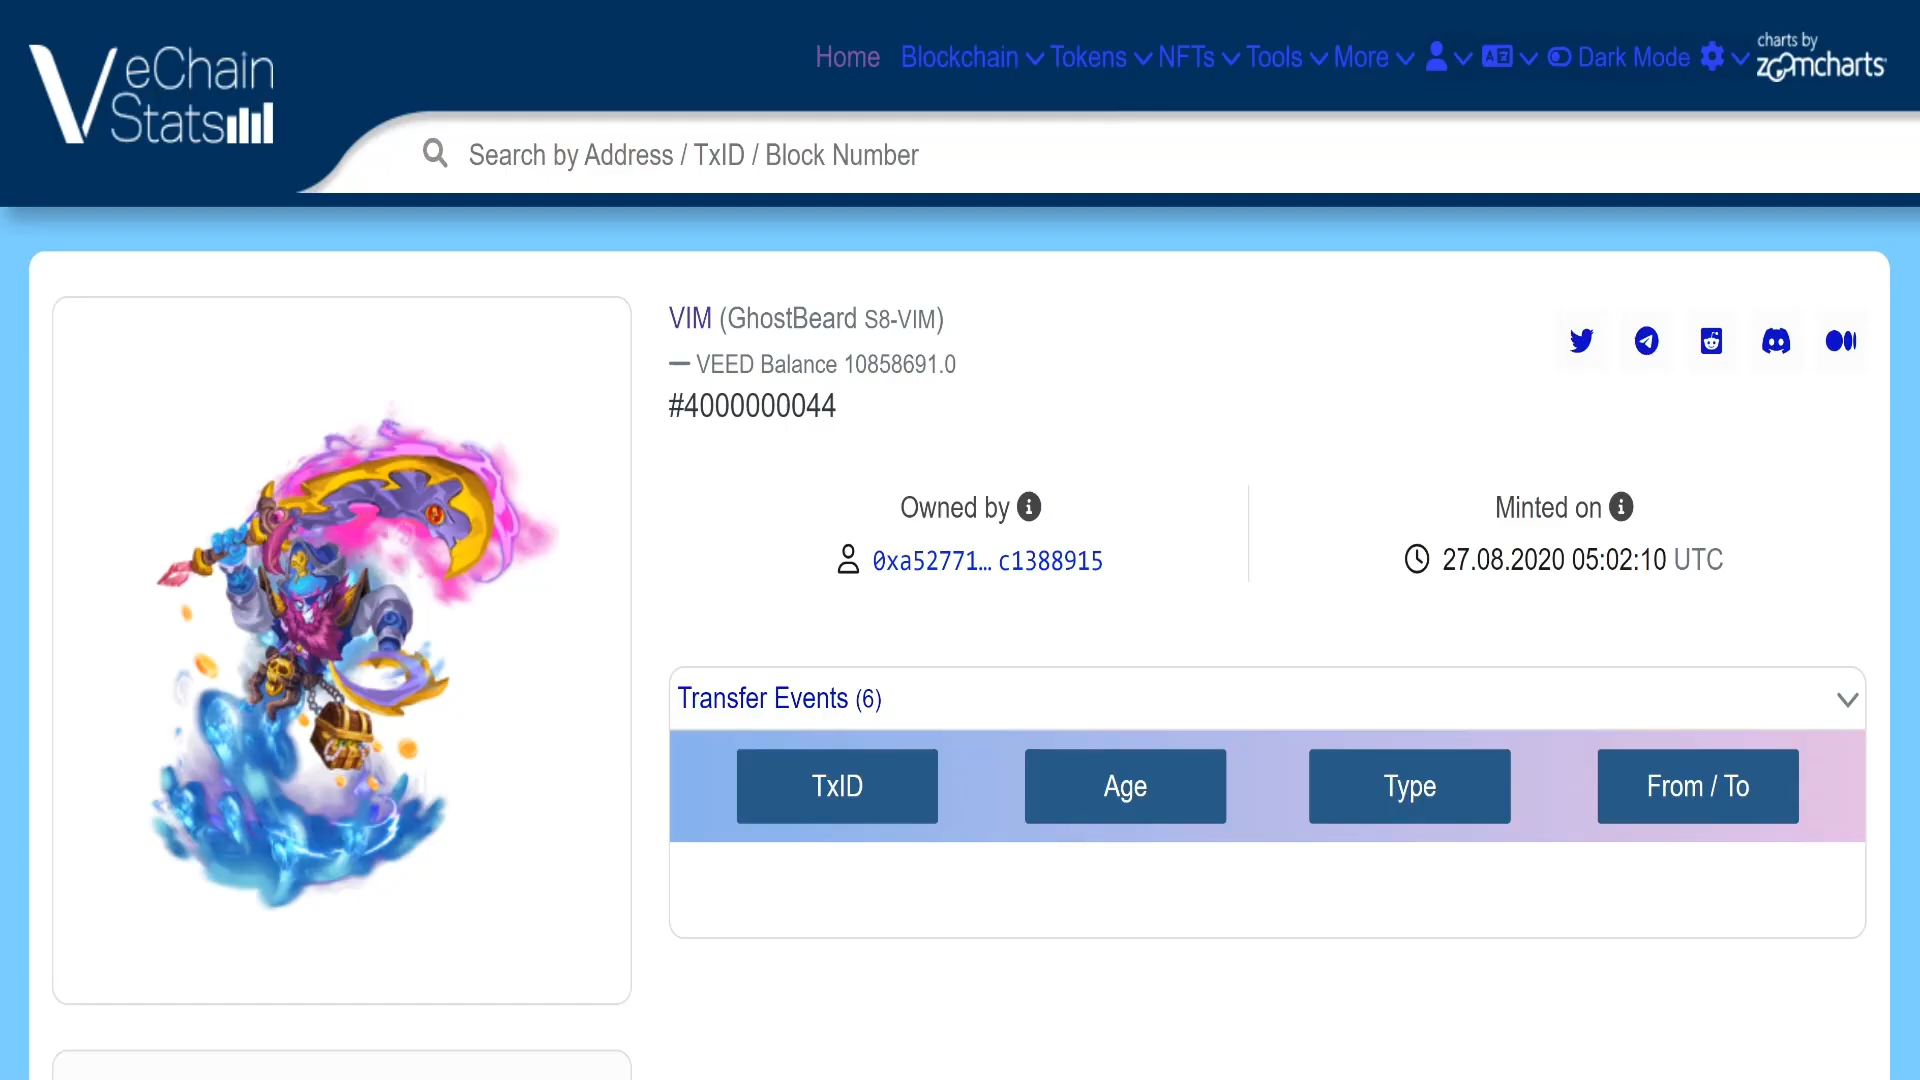 VeChain
Stats
Home Blockchain Tokens NFTs Tools More Dark Mode
charts by
zoomcharts
Search by Address / TxID / Block Number
VIM (GhostBeard S8-VIM)
— VEED Balance 10858691.0
#4000000044
Owned by
0xa52771... c1388915
Minted on
27.08.2020 05:02:10 UTC
Transfer Events (6)
TxID Age Type From / To